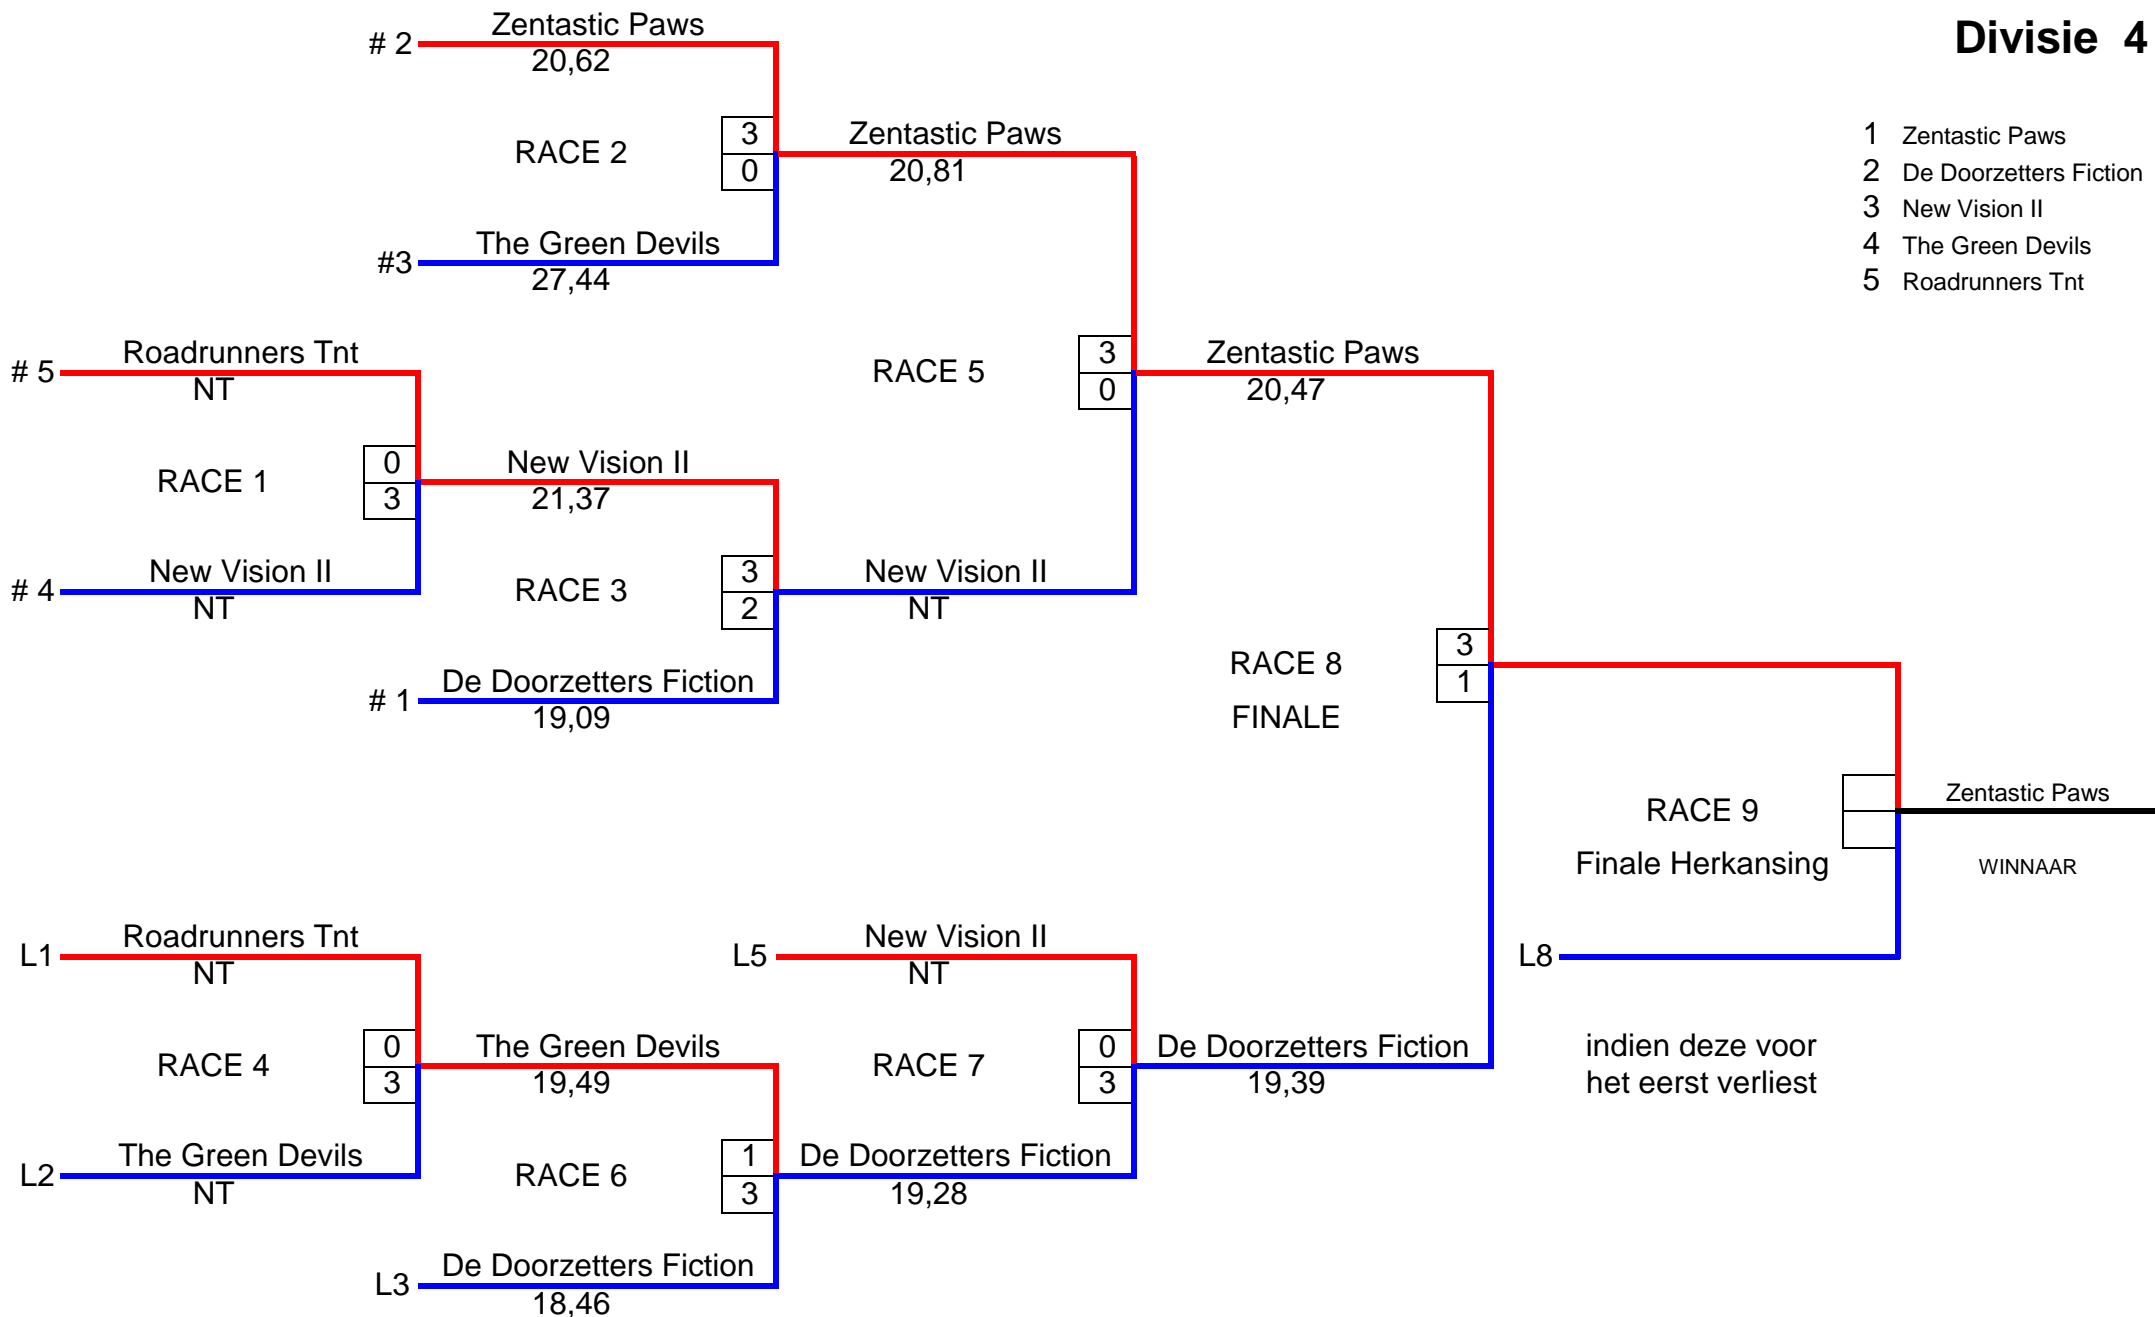 Divisie 4
1 Zentastic Paws
2 De Doorzetters Fiction
3 New Vision II
4 The Green Devils
5 Roadrunners Tnt
# 2 Zentastic Paws
20,62
RACE 2
3
0
#3 The Green Devils
27,44
Zentastic Paws
20,81
# 5 Roadrunners Tnt
NT
RACE 1
0
3
# 4 New Vision II
NT
New Vision II
21,37
RACE 3
3
2
# 1 De Doorzetters Fiction
19,09
RACE 5
3
0
New Vision II
NT
Zentastic Paws
20,47
RACE 8
FINALE
3
1
RACE 9
Finale Herkansing
Zentastic Paws
WINNAAR
L1 Roadrunners Tnt
NT
RACE 4
0
3
L2 The Green Devils
NT
The Green Devils
19,49
RACE 6
1
3
L3 De Doorzetters Fiction
18,46
L5 New Vision II
NT
RACE 7
0
3
De Doorzetters Fiction
19,28
De Doorzetters Fiction
19,39
L8
indien deze voor
het eerst verliest